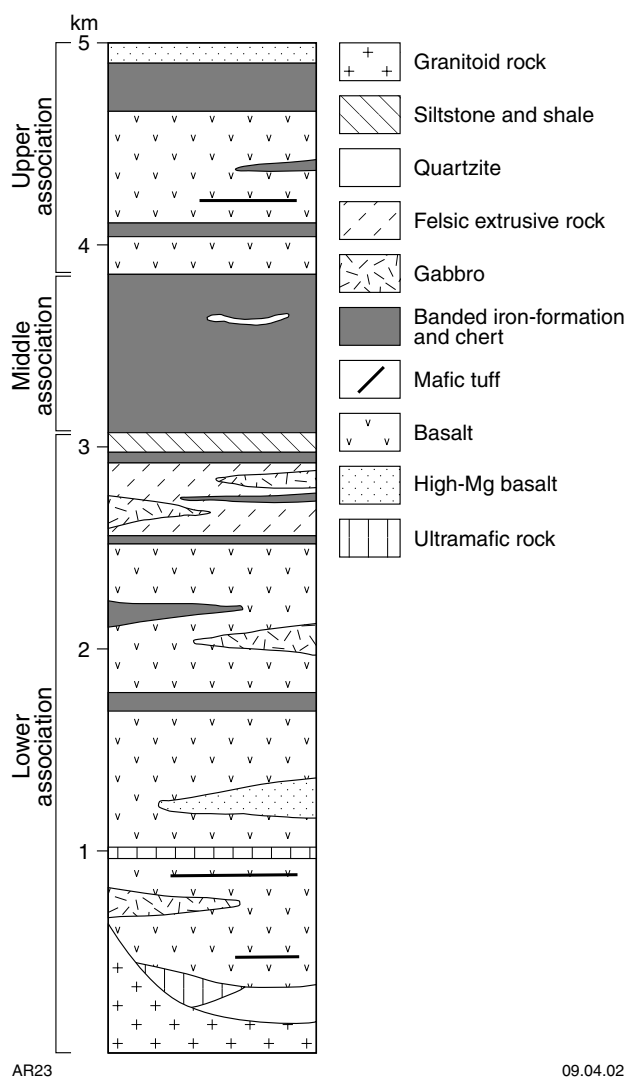 km
5
4
3
2
1
Upper
association
Middle
association
Lower
association
Granitoid rock
Siltstone and shale
Quartzite
Felsic extrusive rock
Gabbro
Banded iron-formation
and chert
Mafic tuff
Basalt
High-Mg basalt
Ultramafic rock
AR23
09.04.02